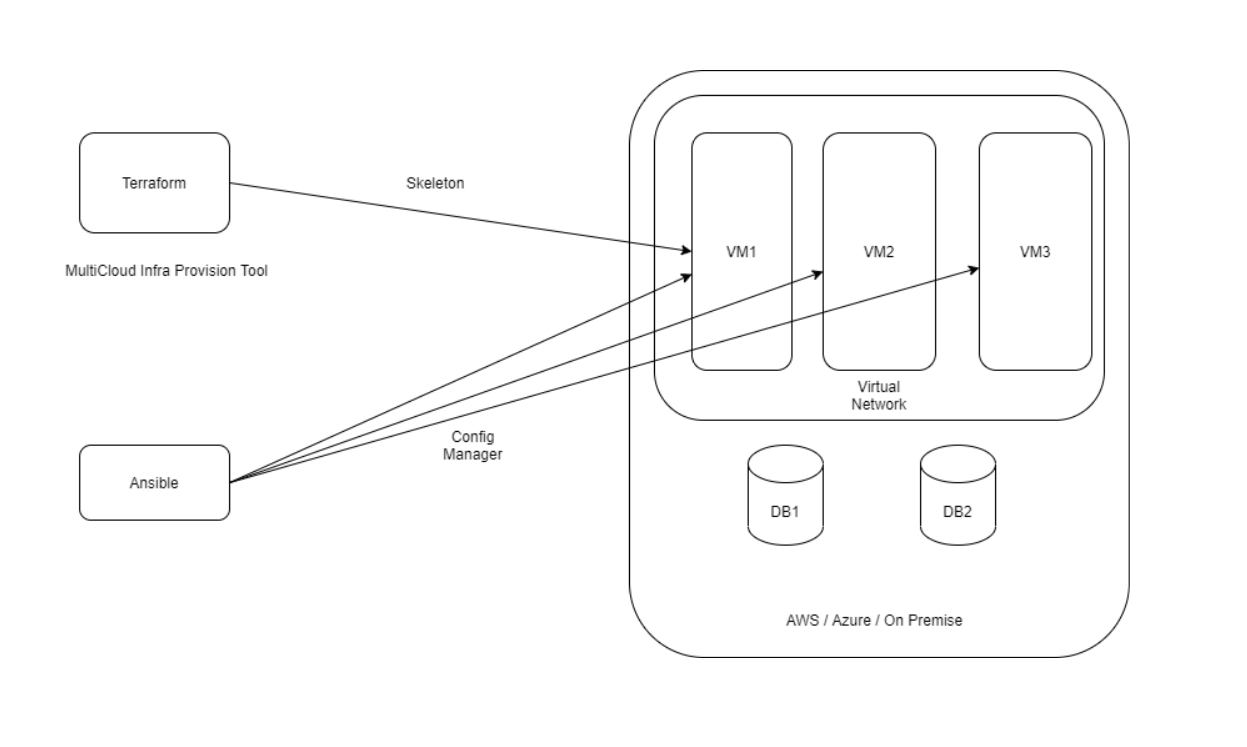 Terraform
Skeleton
MultiCloud Infra Provision Tool
VM1
VM2
VM3
Virtual
Network
Config
Manager
Ansible
DB1
DB2
AWS / Azure / On Premise